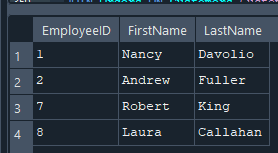 EmployeeID FirstName LastName
1 1 Nancy Davolio
2 2 Andrew Fuller
3 7 Robert King
4 8 Laura Callahan